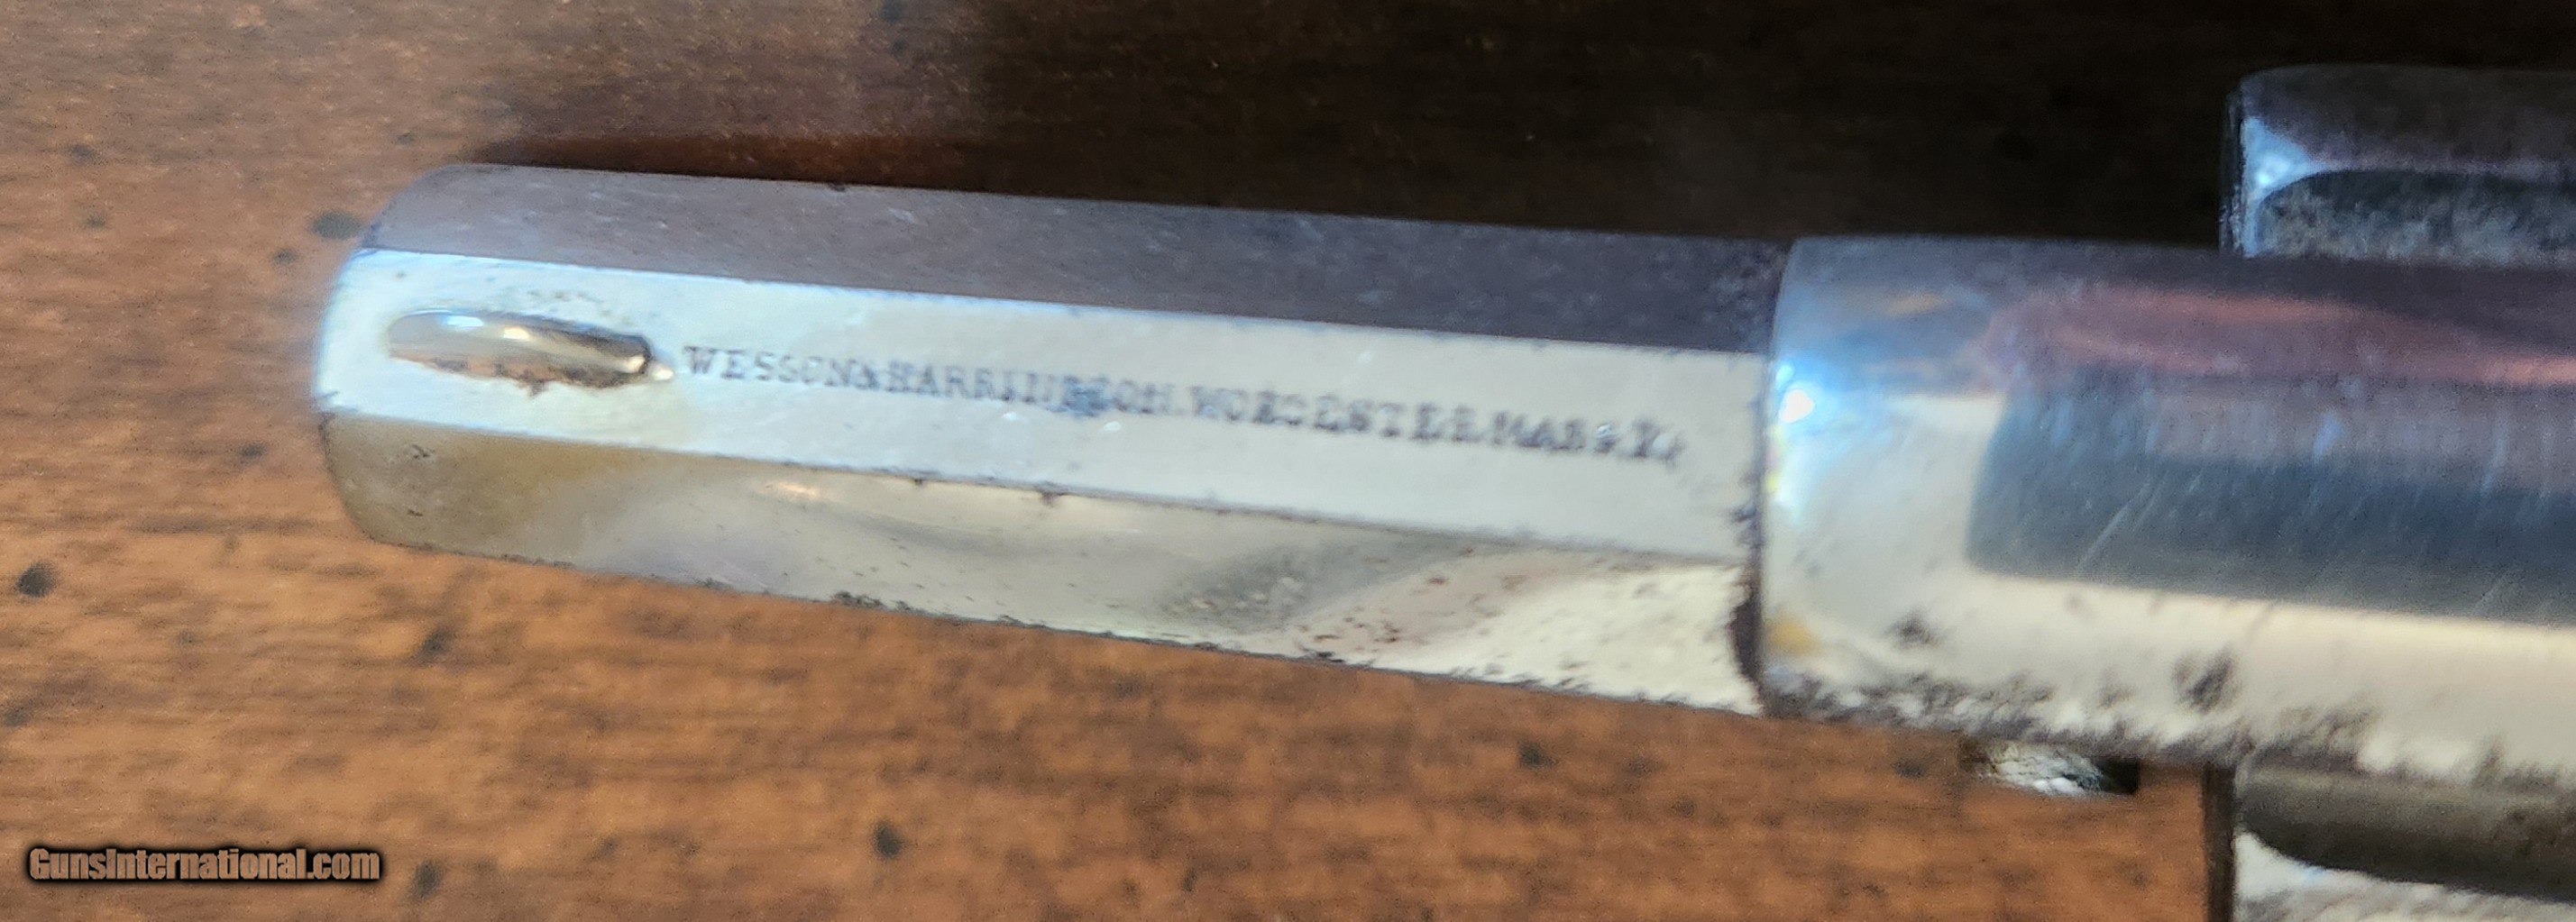 WESSON & HARRINGTON. WORCESTER. MASS.
GunsInternational.com